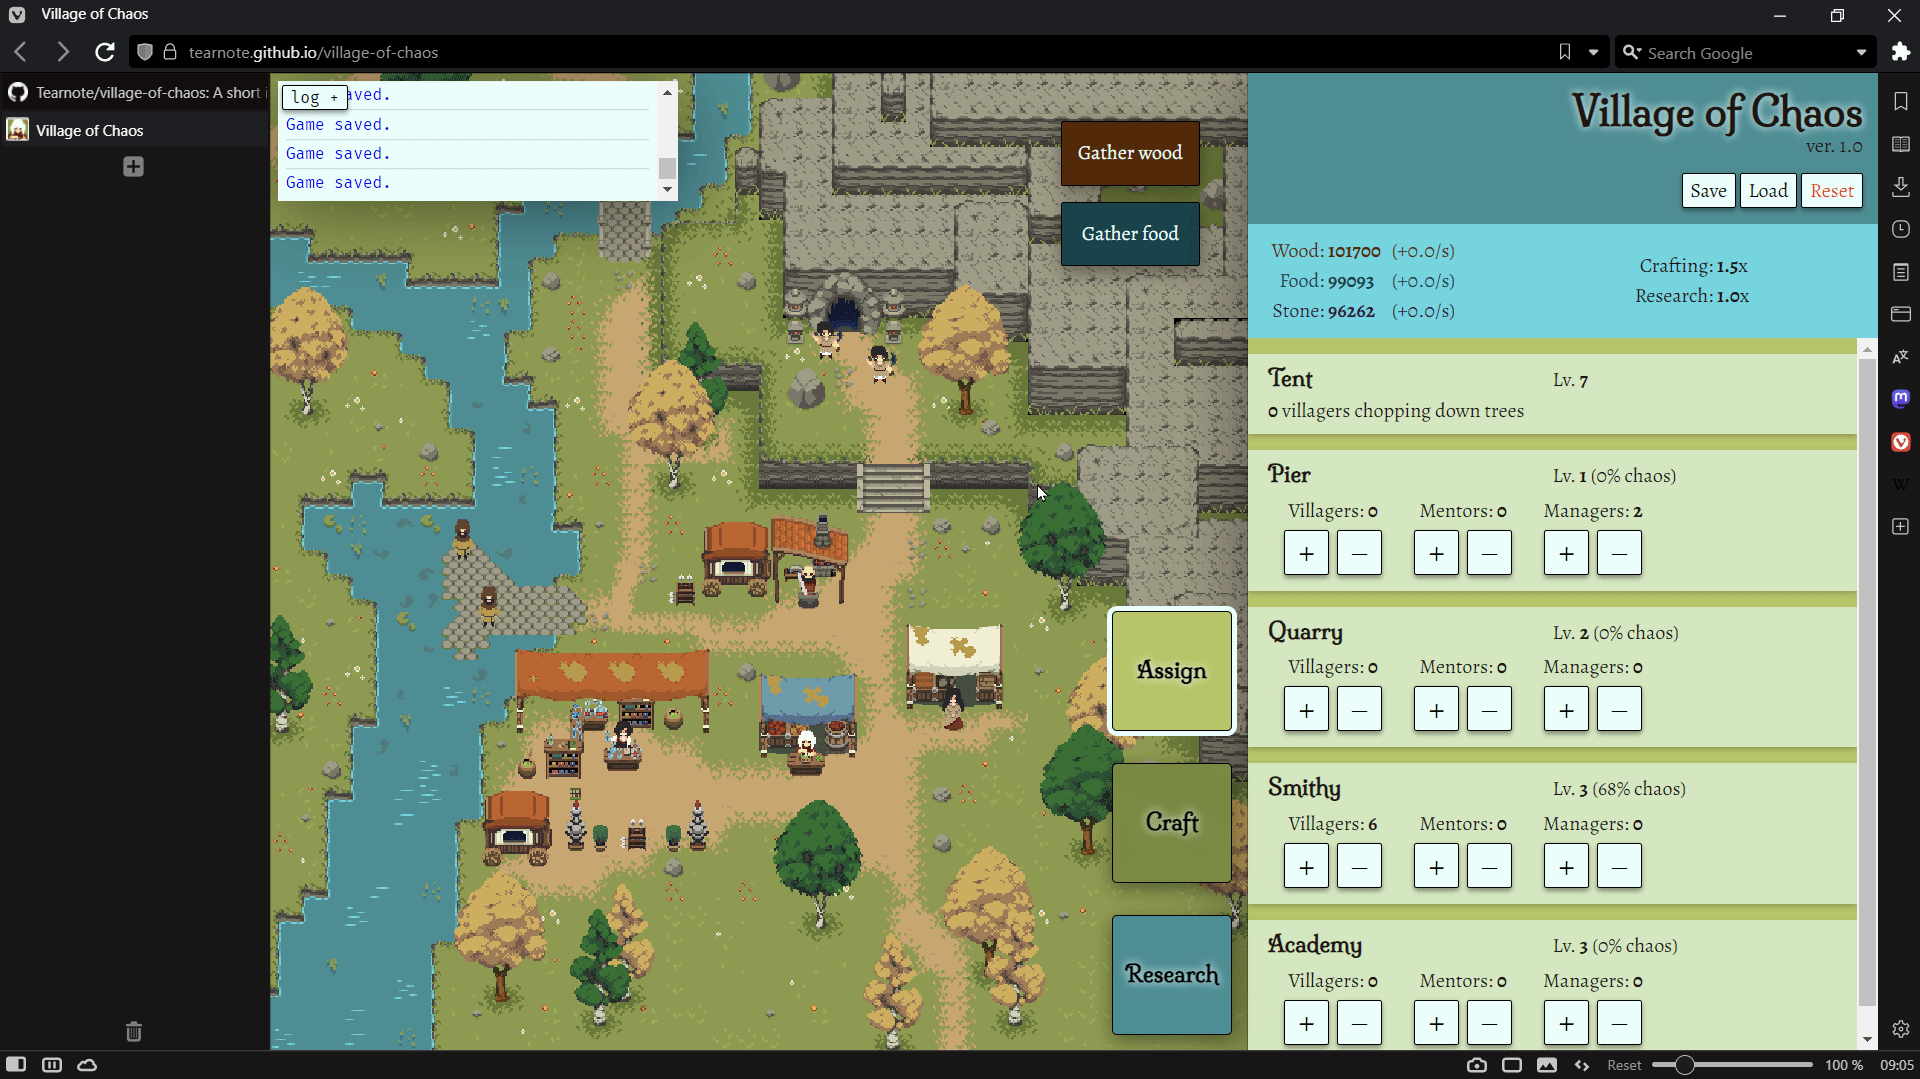 Village of Chaos
tearnote.github.io/village-of-chaos
Search Google
Tearnote/village-of-chaos: A short i
Village of Chaos
log +
aved.
Game saved.
Game saved.
Game saved.
Gather wood
Gather food
Assign
Craft
Research
Village of Chaos
ver. 1.0
Save Load Reset
Wood: 101700 (+0.0/s)
Food: 99093 (+0.0/s)
Stone: 96262 (+0.0/s)
Crafting: 1.5x
Research: 1.0x
Tent Lv. 7
0 villagers chopping down trees
Pier Lv. 1 (0% chaos)
Villagers: 0 Mentors: 0 Managers: 2
+ — + — + —
Quarry Lv. 2 (0% chaos)
Villagers: 0 Mentors: 0 Managers: 0
+ — + — + —
Smithy Lv. 3 (68% chaos)
Villagers: 6 Mentors: 0 Managers: 0
+ — + — + —
Academy Lv. 3 (0% chaos)
Villagers: 0 Mentors: 0 Managers: 0
+ — + — + —
Reset 100 % 09:05